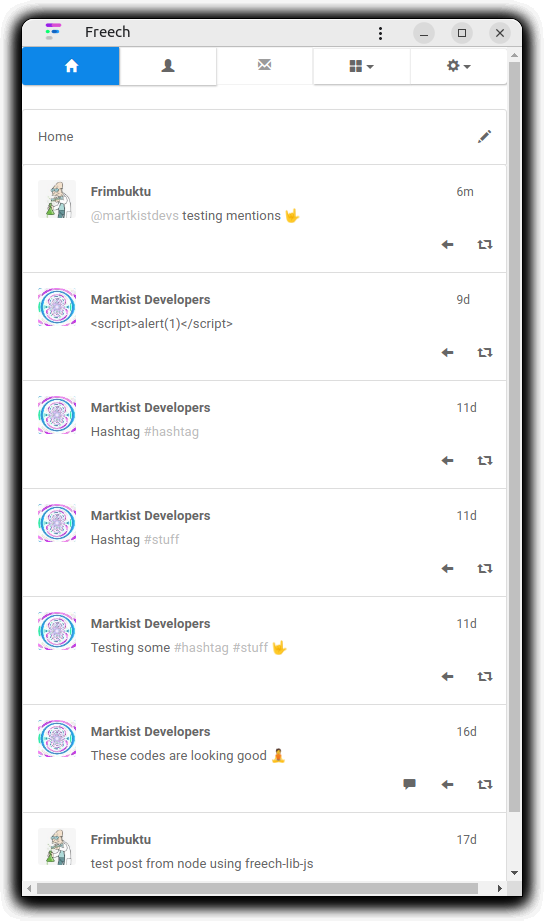 Freech
Home
Frimbuktu 6m
@martkistdevs testing mentions 🤟
Martkist Developers 9d
<script>alert(1)</script>
Martkist Developers 11d
Hashtag #hashtag
Martkist Developers 11d
Hashtag #stuff
Martkist Developers 11d
Testing some #hashtag #stuff 🤟
Martkist Developers 16d
These codes are looking good 🧘
Frimbuktu 17d
test post from node using freech-lib-js